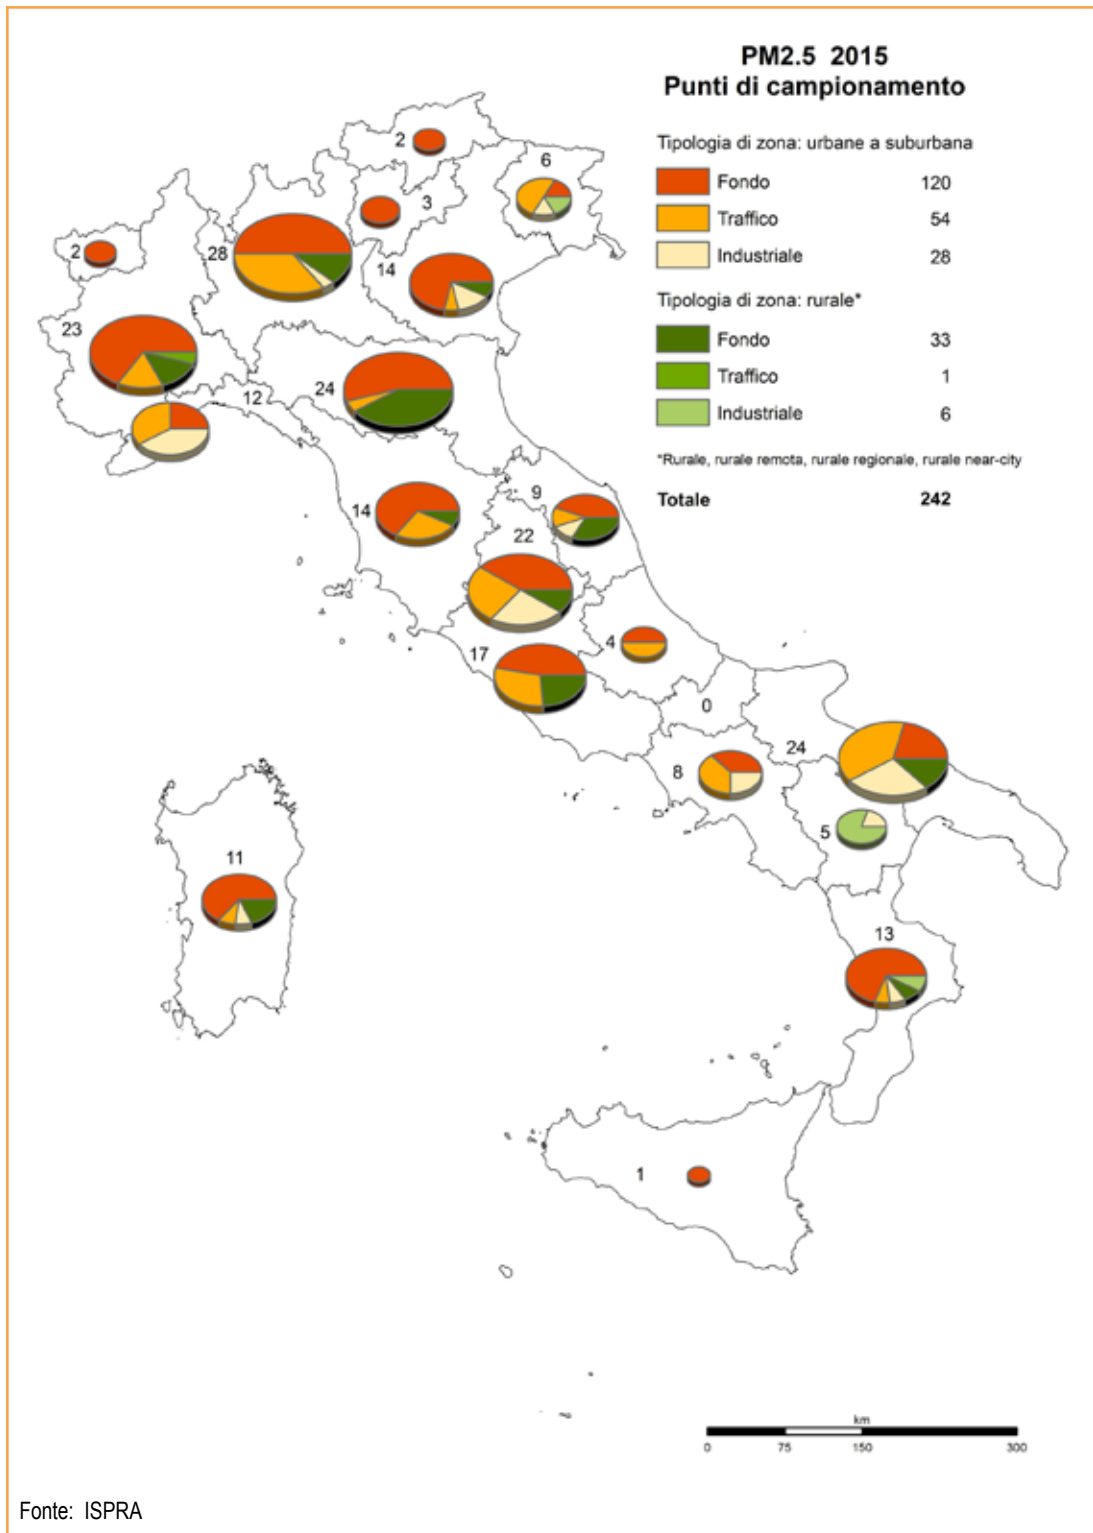 PM2.5 2015
Punti di campionamento
Tipologia di zona: urbane a suburbana
Fondo 120
Traffico 54
Industriale 28
Tipologia di zona: rurale*
Fondo 33
Traffico 1
Industriale 6
*Rurale, rurale remota, rurale regionale, rurale near-city
Totale 242
2
6
3
2
28
14
23
24
12
9
14
22
4
17
0
24
8
5
11
13
1
km
0 75 150 300
Fonte: ISPRA